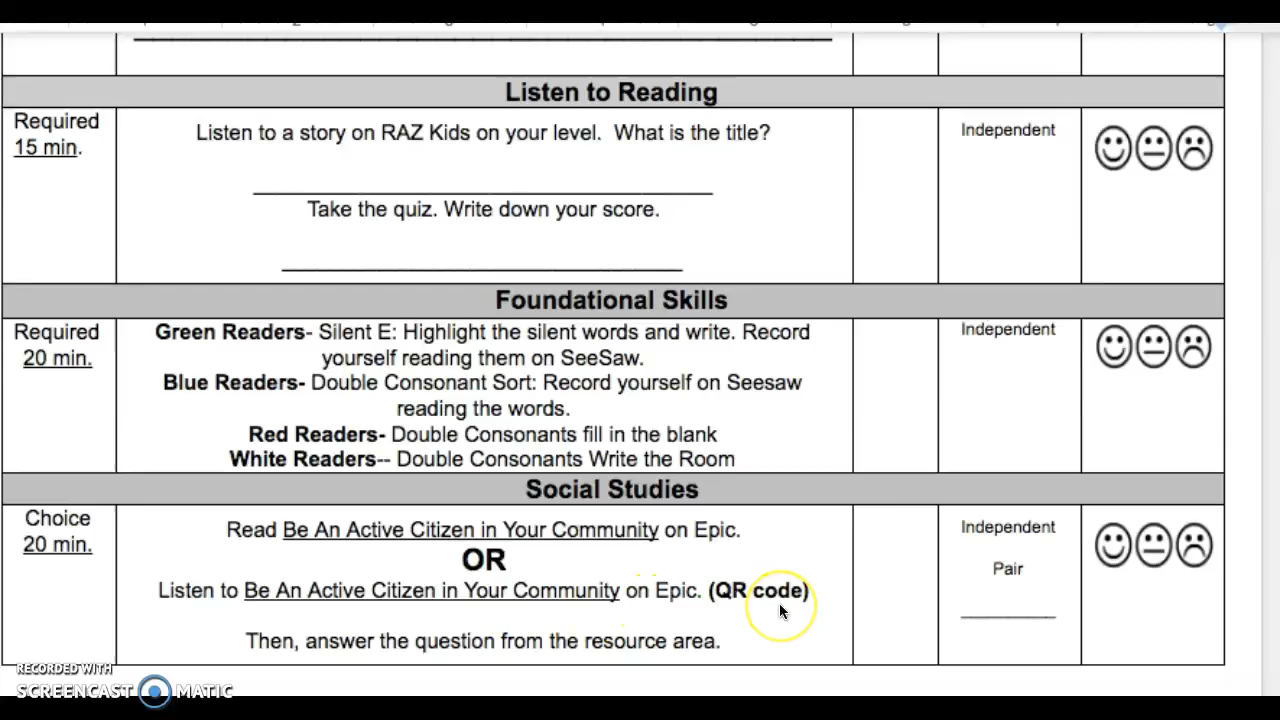 Listen to Reading
Required
15 min.
Listen to a story on RAZ Kids on your level. What is the title?
Take the quiz. Write down your score.
Independent
Foundational Skills
Required
20 min.
Green Readers- Silent E: Highlight the silent words and write. Record
yourself reading them on SeeSaw.
Blue Readers- Double Consonant Sort: Record yourself on Seesaw
reading the words.
Red Readers- Double Consonants fill in the blank
White Readers-- Double Consonants Write the Room
Independent
Social Studies
Choice
20 min.
Read Be An Active Citizen in Your Community on Epic.
OR
Listen to Be An Active Citizen in Your Community on Epic. (QR code)
Then, answer the question from the resource area.
Independent
Pair
RECORDED WITH
SCREENCAST MATIC